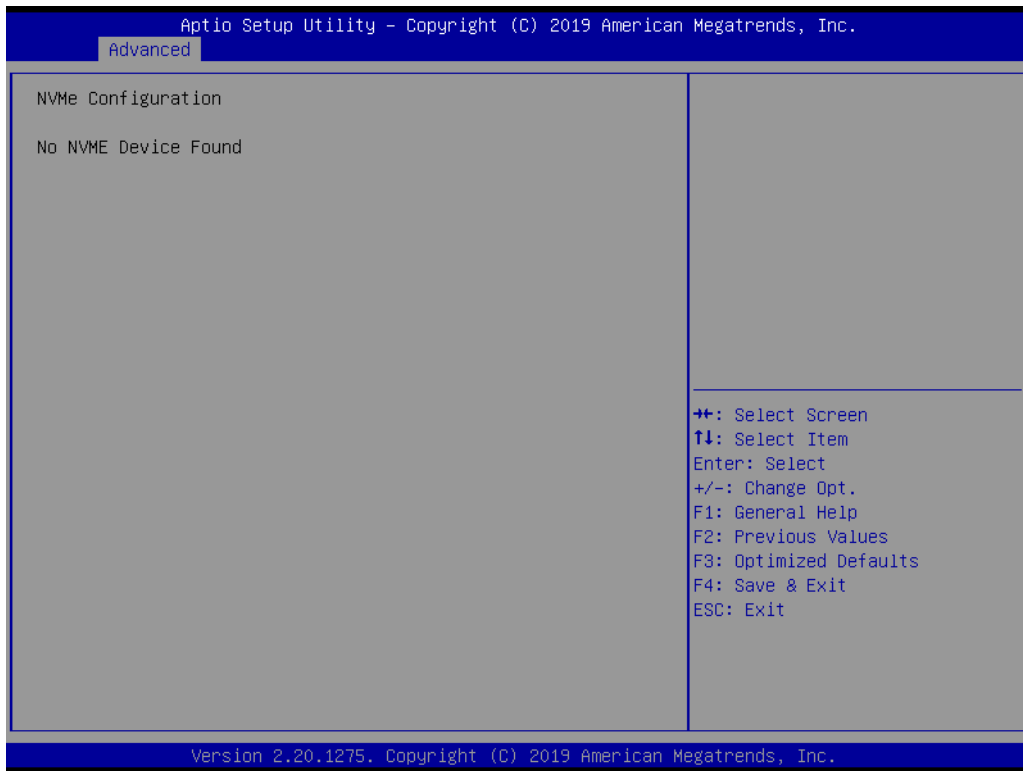 Aptio Setup Utility – Copyright (C) 2019 American Megatrends, Inc.
Advanced
NVMe Configuration
No NVME Device Found
→←: Select Screen
↑↓: Select Item
Enter: Select
+/-: Change Opt.
F1: General Help
F2: Previous Values
F3: Optimized Defaults
F4: Save & Exit
ESC: Exit
Version 2.20.1275. Copyright (C) 2019 American Megatrends, Inc.